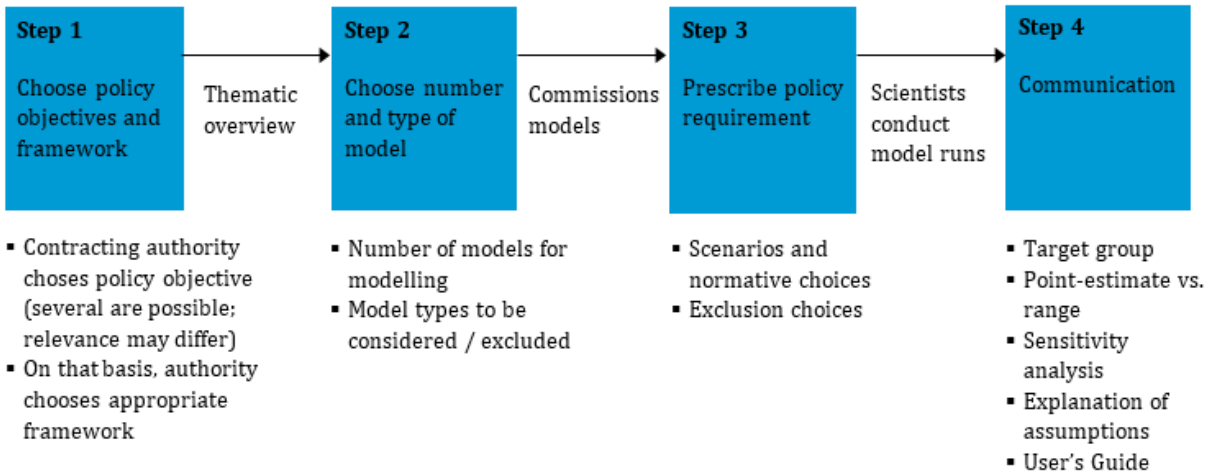 Step 1
Choose policy
objectives and
framework
Thematic
overview
Step 2
Choose number
and type of
model
Commissions
models
Step 3
Prescribe policy
requirement
Scientists
conduct
model runs
Step 4
Communication
▪ Contracting authority
choses policy objective
(several are possible;
relevance may differ)
▪ On that basis, authority
chooses appropriate
framework
▪ Number of models for
modelling
▪ Model types to be
considered / excluded
▪ Scenarios and
normative choices
▪ Exclusion choices
▪ Target group
▪ Point-estimate vs.
range
▪ Sensitivity
analysis
▪ Explanation of
assumptions
▪ User's Guide